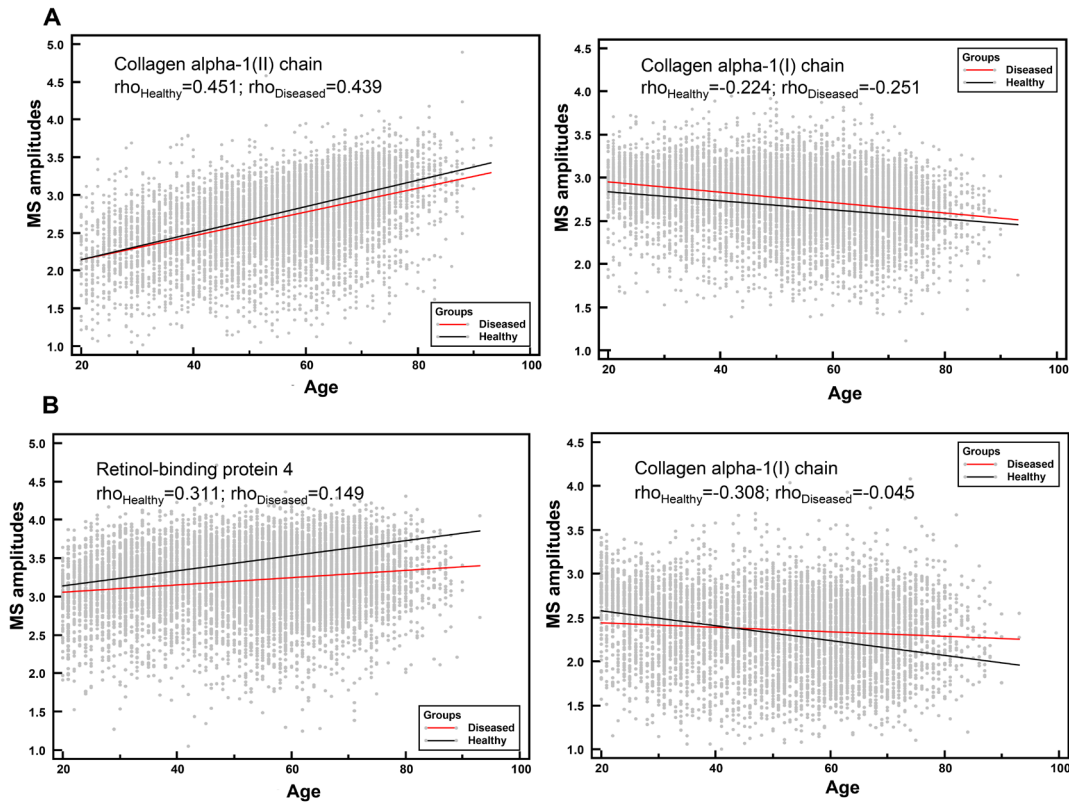 A
Collagen alpha-1(II) chain
rhoHealthy=0.451; rhoDiseased=0.439
MS amplitudes
5.0
4.5
4.0
3.5
3.0
2.5
2.0
1.5
1.0
Groups
Diseased
Healthy
20 40 60 80 100
Age
Collagen alpha-1(I) chain
rhoHealthy=-0.224; rhoDiseased=-0.251
Groups
Diseased
Healthy
MS amplitudes
4.5
4.0
3.5
3.0
2.5
2.0
1.5
1.0
20 40 60 80 100
Age
B
Retinol-binding protein 4
rhoHealthy=0.311; rhoDiseased=0.149
MS amplitudes
5.0
4.5
4.0
3.5
3.0
2.5
2.0
1.5
1.0
Groups
Diseased
Healthy
20 40 60 80 100
Age
Collagen alpha-1(I) chain
rhoHealthy=-0.308; rhoDiseased=-0.045
Groups
Diseased
Healthy
MS amplitudes
4.5
4.0
3.5
3.0
2.5
2.0
1.5
1.0
20 40 60 80 100
Age